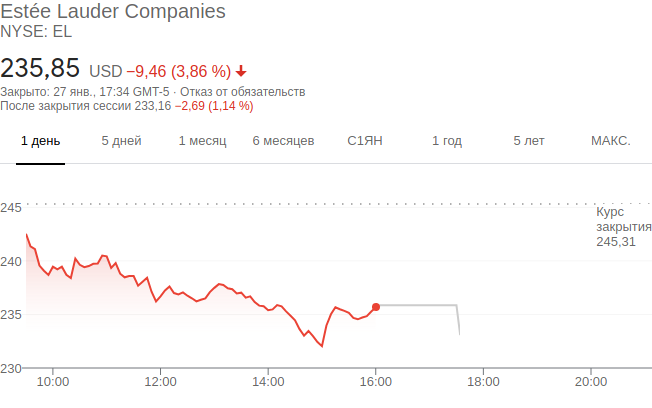 Estée Lauder Companies
NYSE: EL
235,85 USD −9,46 (3,86 %)
Закрыто: 27 янв., 17:34 GMT-5 · Отказ от обязательств
После закрытия сессии 233,16 −2,69 (1,14 %)
1 день 5 дней 1 месяц 6 месяцев С1ЯН 1 год 5 лет МАКС.
245
Курс
закрытия
245,31
240
235
230
10:00 12:00 14:00 16:00 18:00 20:00